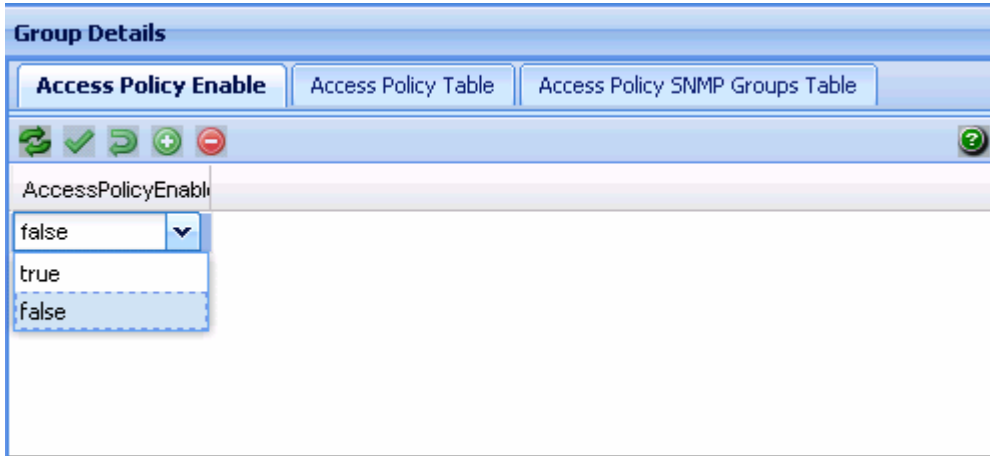 Group Details
Access Policy Enable Access Policy Table Access Policy SNMP Groups Table
AccessPolicyEnabl
false
true
false